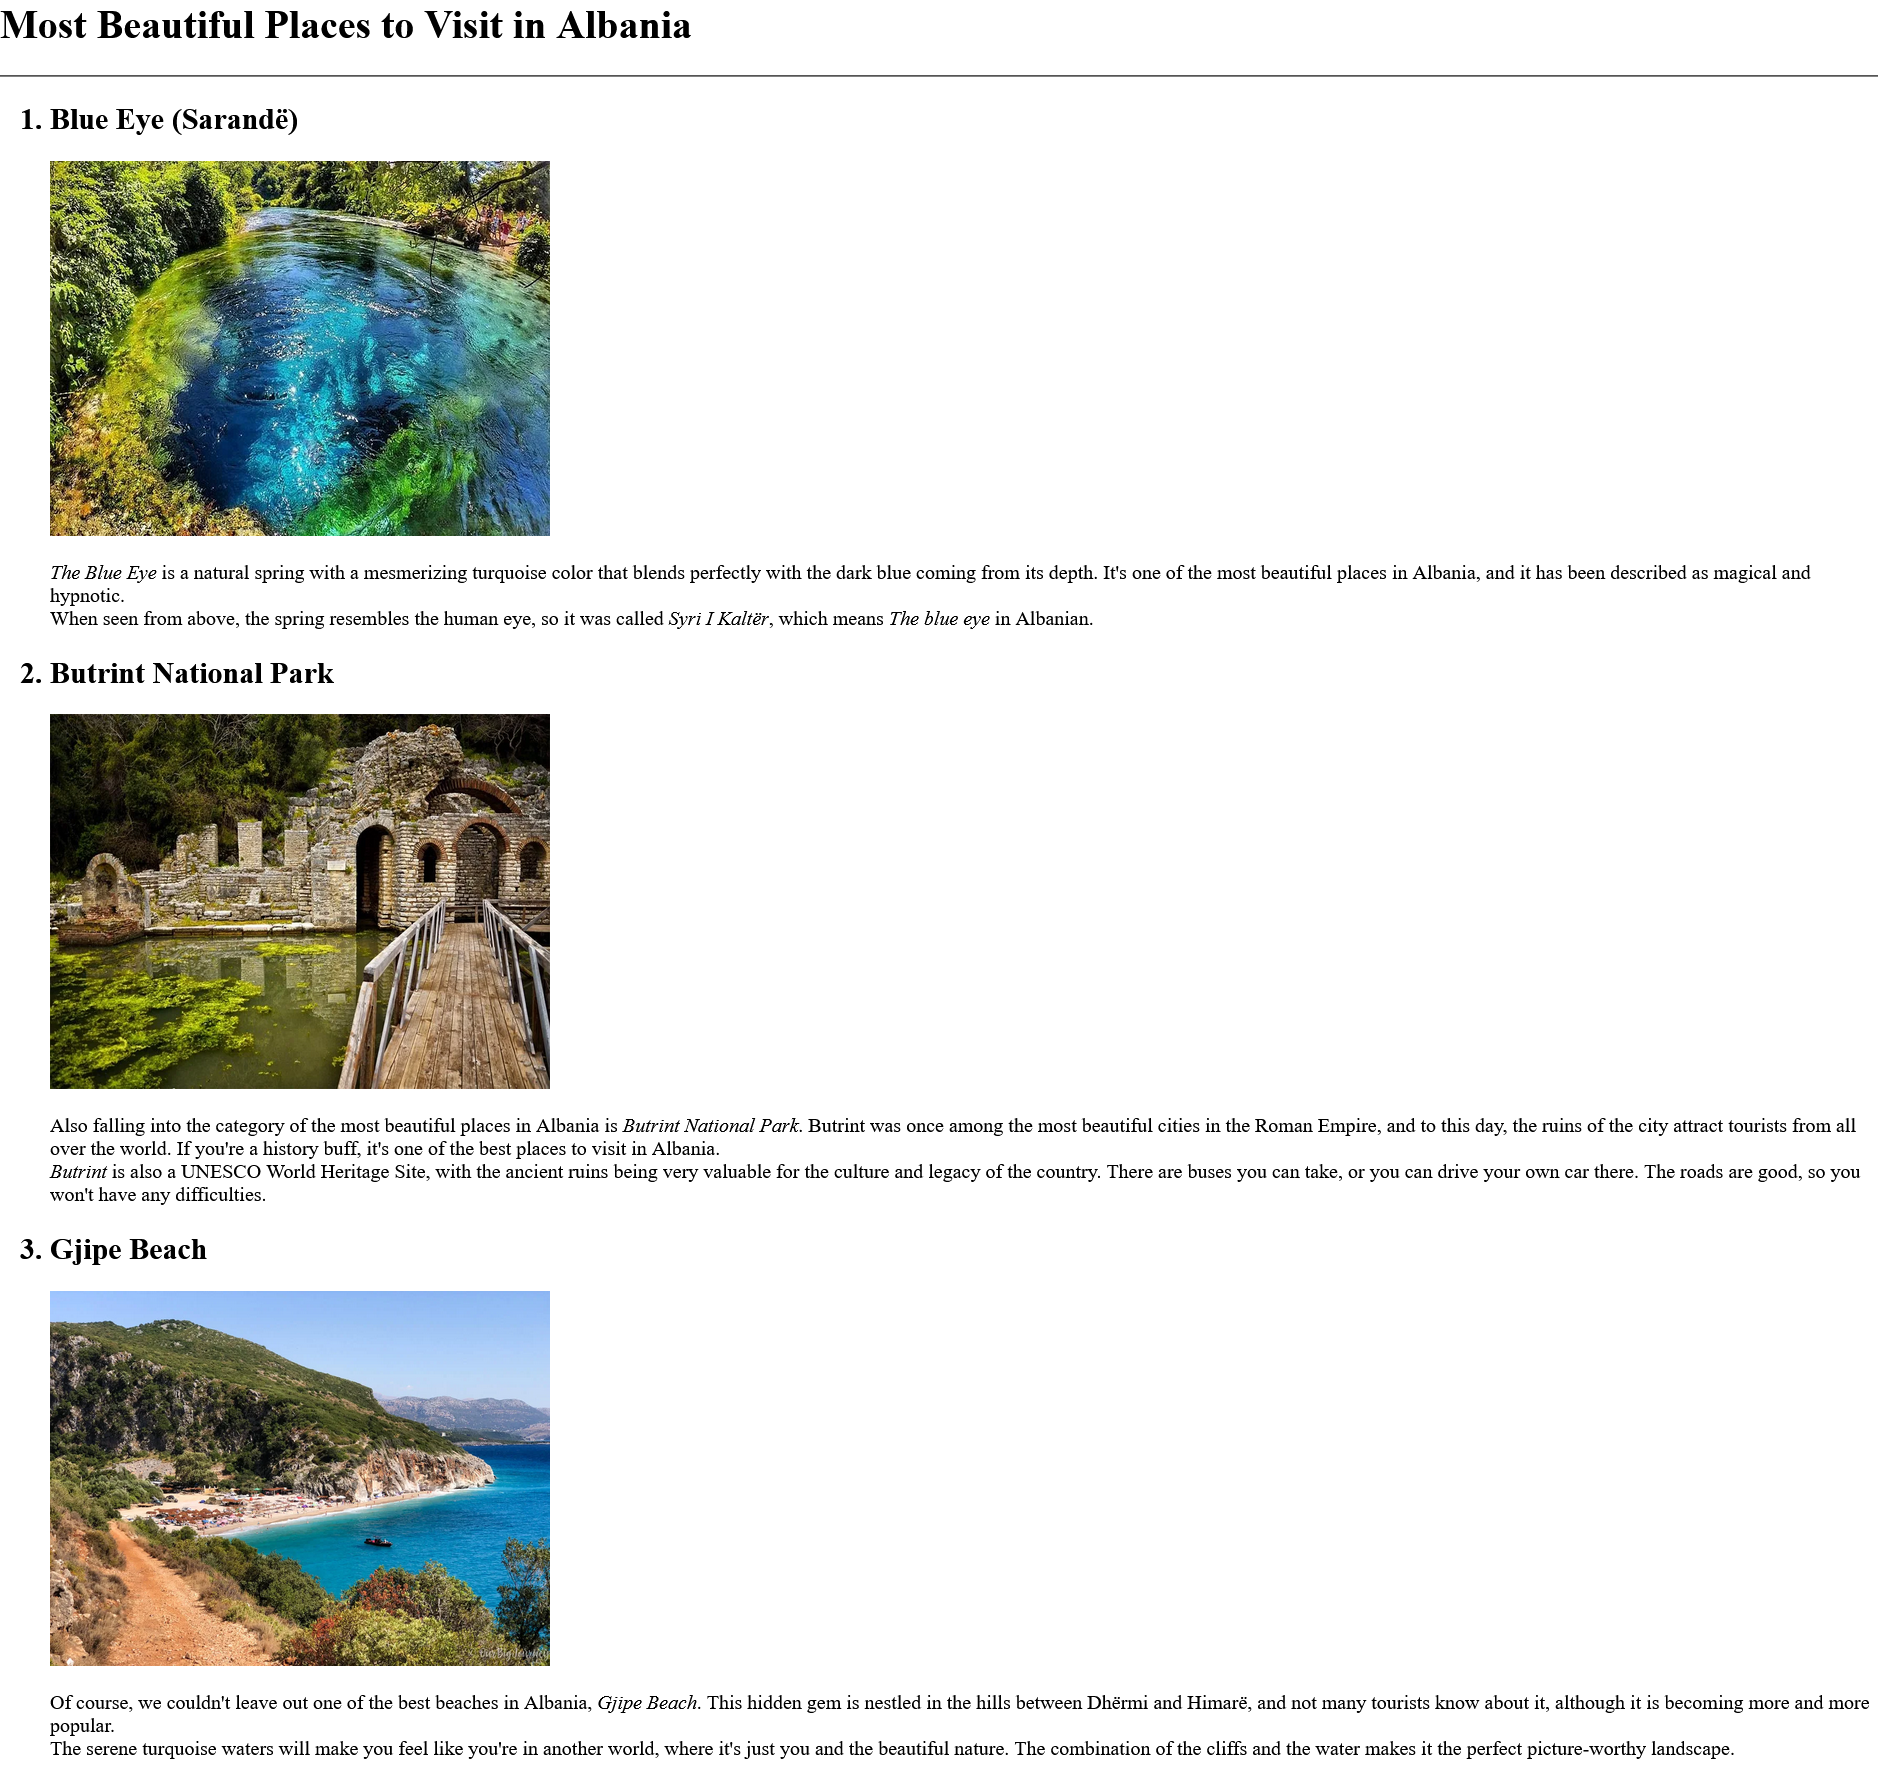 Most Beautiful Places to Visit in Albania
1. Blue Eye (Sarandë)
The Blue Eye is a natural spring with a mesmerizing turquoise color that blends perfectly with the dark blue coming from its depth. It's one of the most beautiful places in Albania, and it has been described as magical and
hypnotic.
When seen from above, the spring resembles the human eye, so it was called Syri I Kaltër, which means The blue eye in Albanian.
2. Butrint National Park
Also falling into the category of the most beautiful places in Albania is Butrint National Park. Butrint was once among the most beautiful cities in the Roman Empire, and to this day, the ruins of the city attract tourists from all
over the world. If you're a history buff, it's one of the best places to visit in Albania.
Butrint is also a UNESCO World Heritage Site, with the ancient ruins being very valuable for the culture and legacy of the country. There are buses you can take, or you can drive your own car there. The roads are good, so you
won't have any difficulties.
3. Gjipe Beach
Of course, we couldn't leave out one of the best beaches in Albania, Gjipe Beach. This hidden gem is nestled in the hills between Dhërmi and Himarë, and not many tourists know about it, although it is becoming more and more
popular.
The serene turquoise waters will make you feel like you're in another world, where it's just you and the beautiful nature. The combination of the cliffs and the water makes it the perfect picture-worthy landscape.